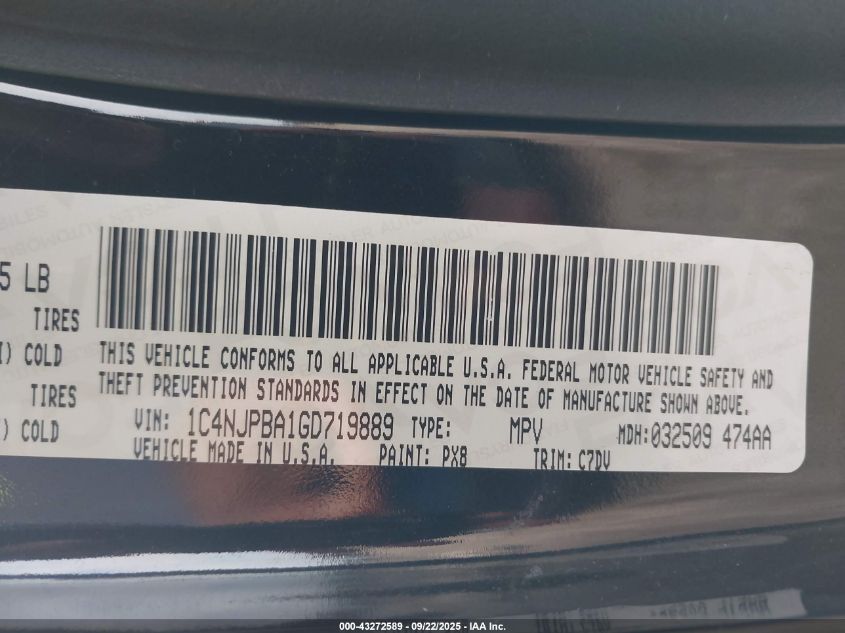 5 LB
TIRES
) COLD
TIRES
) COLD
THIS VEHICLE CONFORMS TO ALL APPLICABLE U.S.A. FEDERAL MOTOR VEHICLE SAFETY AND
THEFT PREVENTION STANDARDS IN EFFECT ON THE DATE OF MANUFACTURE SHOWN ABOVE.
VIN: 1C4NJPBA1GD719889 TYPE: MPV MDH:032509 474AA
VEHICLE MADE IN U.S.A. PAINT: PX8 TRIM: C7DV
000-43272589 - 09/22/2025 - IAA Inc.